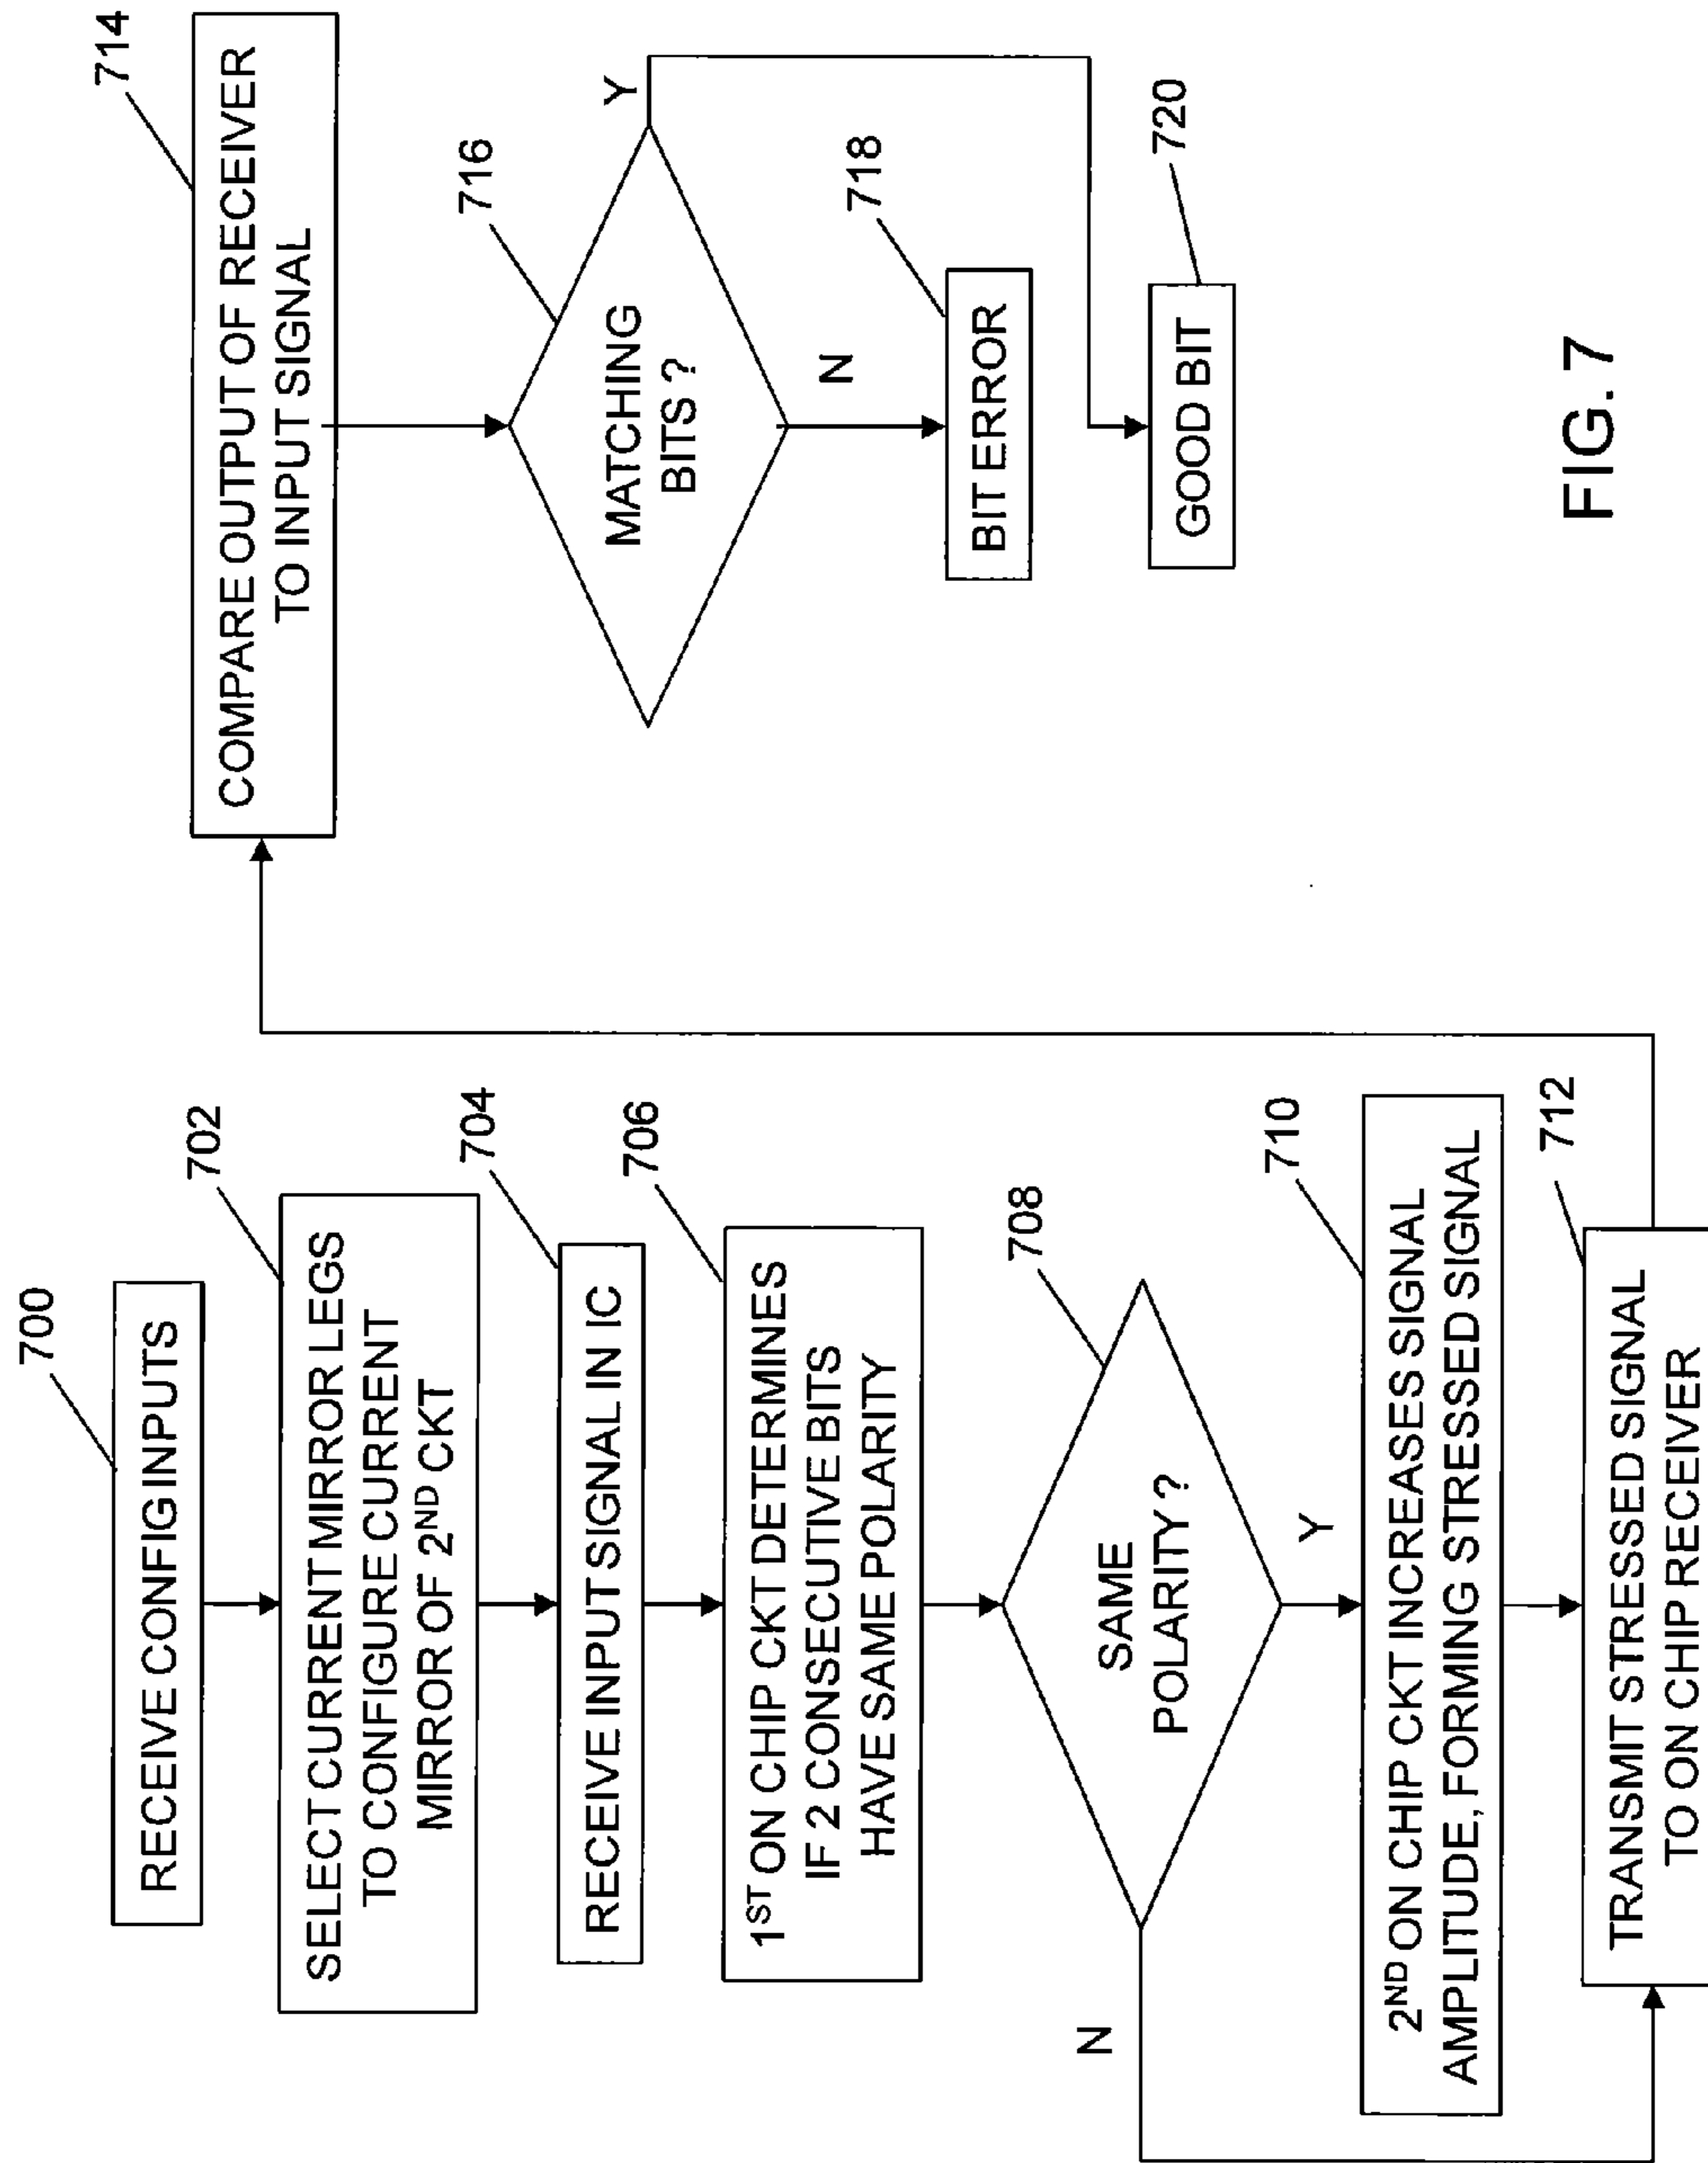 700
RECEIVE CONFIG INPUTS
702
SELECT CURRENT MIRROR LEGS
TO CONFIGURE CURRENT
MIRROR OF 2ND CKT
704
RECEIVE INPUT SIGNAL IN IC
706
1ST ON CHIP CKT DETERMINES
IF 2 CONSECUTIVE BITS
HAVE SAME POLARITY
708
SAME
POLARITY ?
N
Y
710
2ND ON CHIP CKT INCREASES SIGNAL
AMPLITUDE, FORMING STRESSED SIGNAL
712
TRANSMIT STRESSED SIGNAL
TO ON CHIP RECEIVER
714
COMPARE OUTPUT OF RECEIVER
TO INPUT SIGNAL
716
MATCHING
BITS ?
Y
N
718
BIT ERROR
720
GOOD BIT
FIG. 7